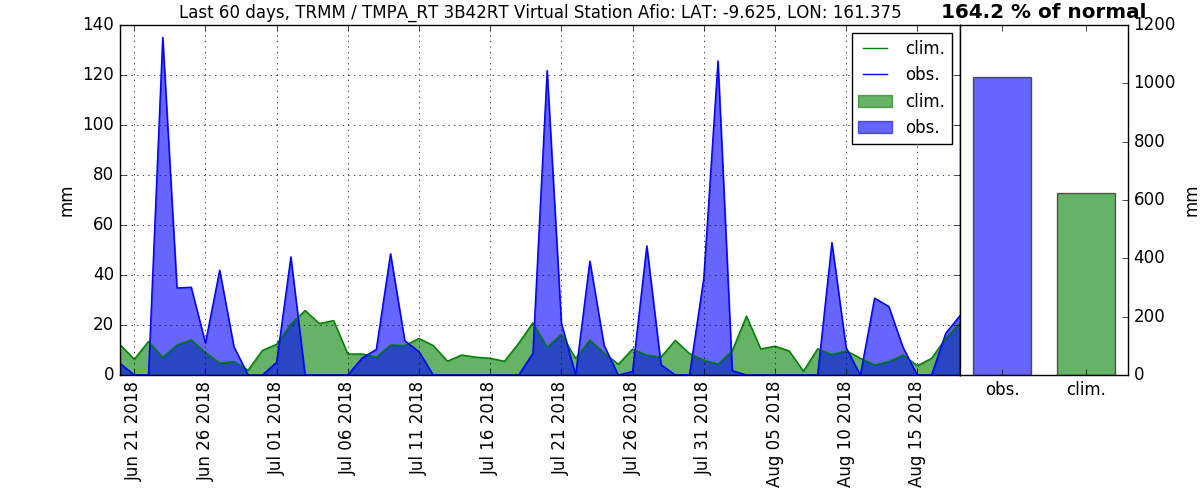 Last 60 days, TRMM / TMPA_RT 3B42RT Virtual Station Afio: LAT: -9.625, LON: 161.375
164.2 % of normal
140
120
100
80
60
40
20
0
mm
clim.
obs.
clim.
obs.
1200
1000
800
600
400
200
0
mm
Jun 21 2018
Jun 26 2018
Jul 01 2018
Jul 06 2018
Jul 11 2018
Jul 16 2018
Jul 21 2018
Jul 26 2018
Jul 31 2018
Aug 05 2018
Aug 10 2018
Aug 15 2018
obs.
clim.